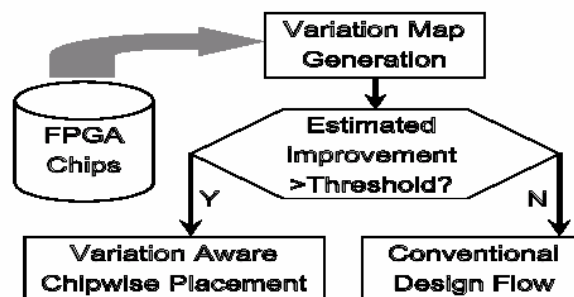 Variation Map
Generation
FPGA
Chips
Estimated
Improvement
>Threshold?
Y
N
Variation Aware
Chipwise Placement
Conventional
Design Flow